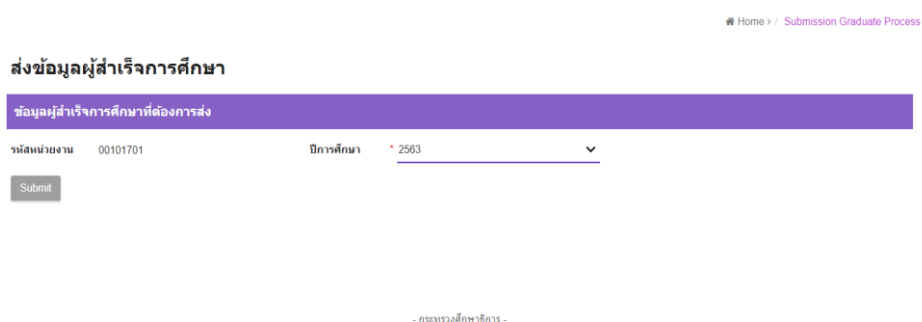 Home > / Submission Graduate Process
ส่งข้อมูลผู้สำเร็จการศึกษา
ข้อมูลผู้สำเร็จการศึกษาที่ต้องการส่ง
รหัสหน่วยงาน 00101701 ปีการศึกษา * 2563
Submit
- กระทรวงศึกษาธิการ -